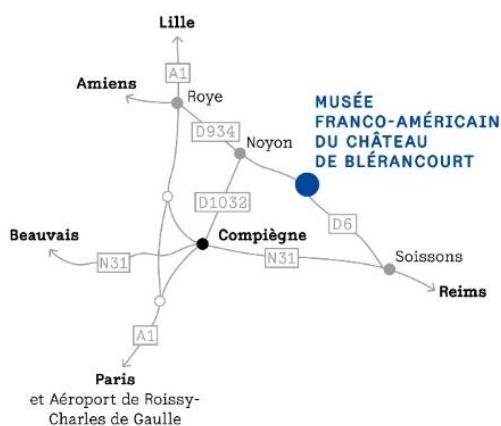 Lille
A1
Amiens
Roye
MUSÉE
FRANCO-AMÉRICAIN
DU CHÂTEAU
DE BLÉRANCOURT
D934
Noyon
D1032
D6
Beauvais
Compiègne
N31
N31
Soissons
Reims
A1
Paris
et Aéroport de Roissy-
Charles de Gaulle